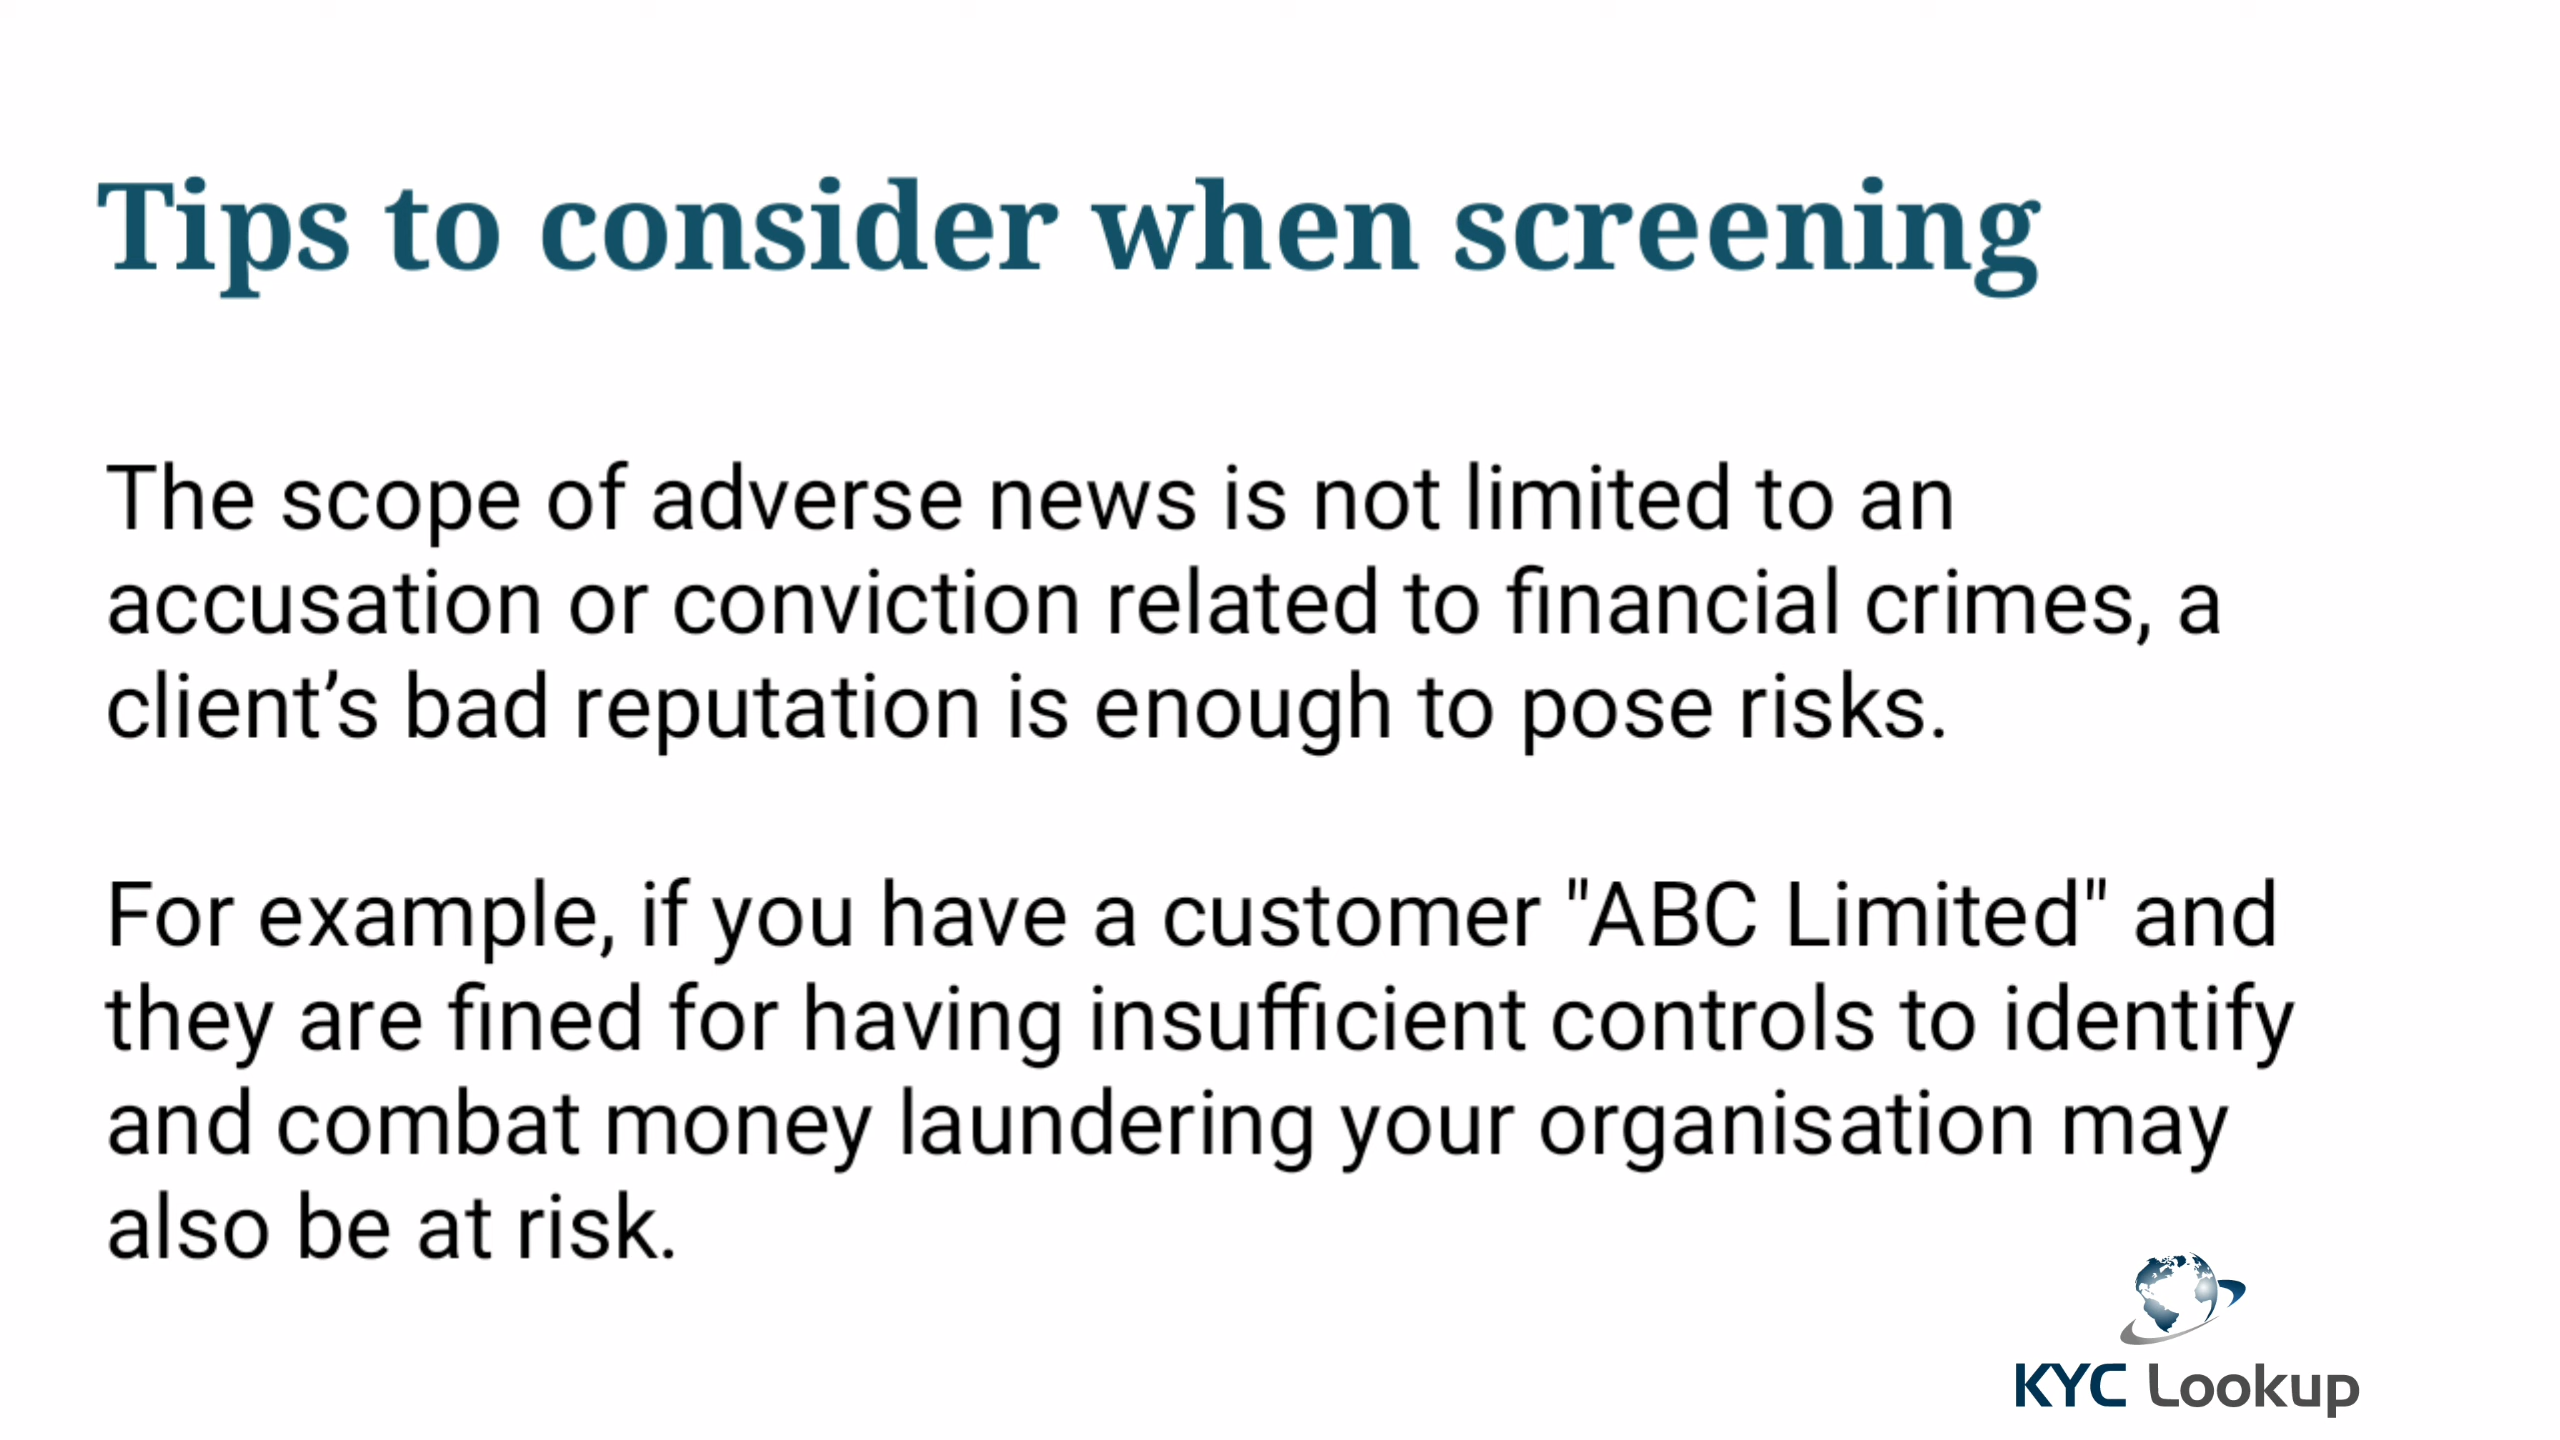 Tips to consider when screening
The scope of adverse news is not limited to an
accusation or conviction related to financial crimes, a
client’s bad reputation is enough to pose risks.
For example, if you have a customer "ABC Limited" and
they are fined for having insufficient controls to identify
and combat money laundering your organisation may
also be at risk.
KYC Lookup